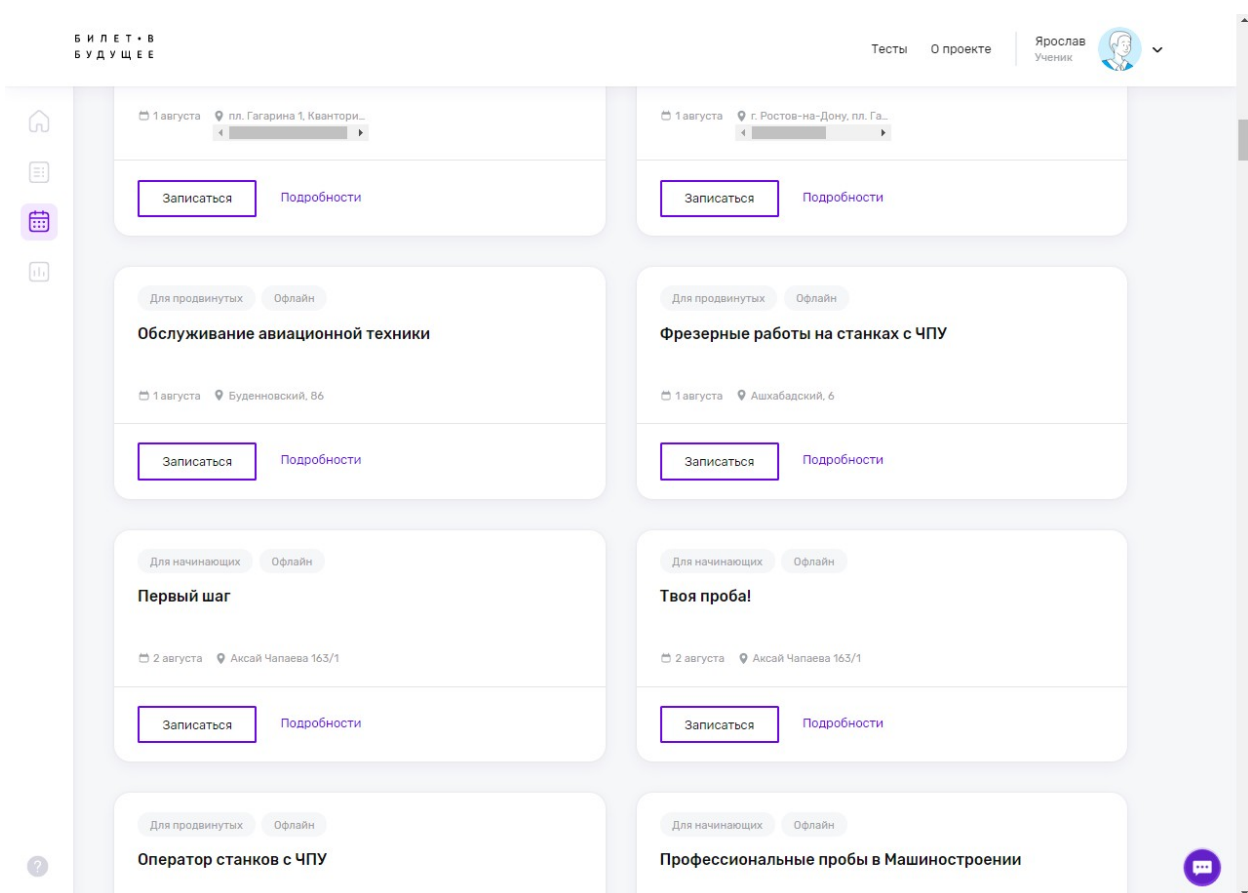 БИЛЕТ•В
БУДУЩЕЕ
Тесты О проекте
Ярослав
Ученик
1 августа пл. Гагарина 1, Квантори...
1 августа г. Ростов-на-Дону, пл. Га...
Записаться Подробности
Записаться Подробности
Для продвинутых Офлайн
Обслуживание авиационной техники
1 августа Буденновский, 86
Записаться Подробности
Для продвинутых Офлайн
Фрезерные работы на станках с ЧПУ
1 августа Ашхабадский, 6
Записаться Подробности
Для начинающих Офлайн
Первый шаг
2 августа Аксай Чапаева 163/1
Записаться Подробности
Для начинающих Офлайн
Твоя проба!
2 августа Аксай Чапаева 163/1
Записаться Подробности
Для продвинутых Офлайн
Оператор станков с ЧПУ
Для начинающих Офлайн
Профессиональные пробы в Машиностроении
?